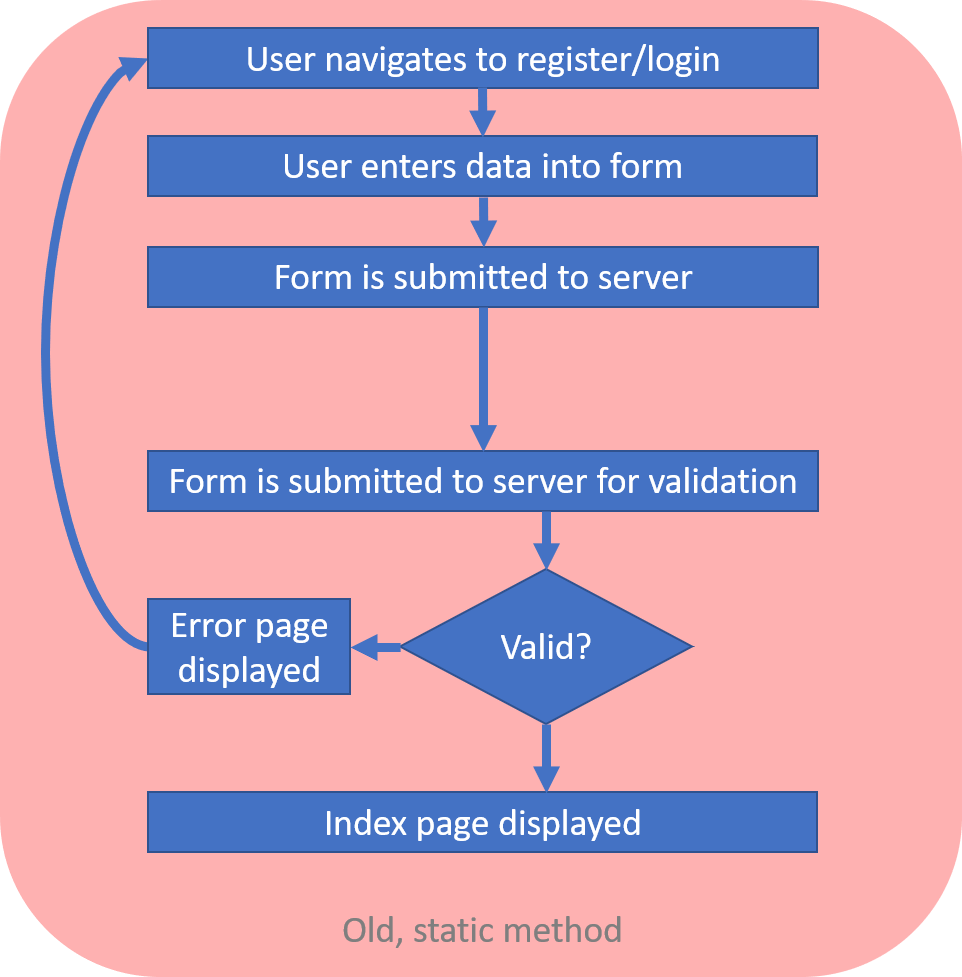 User navigates to register/login
User enters data into form
Form is submitted to server
Form is submitted to server for validation
Error page
displayed
Valid?
Index page displayed
Old, static method